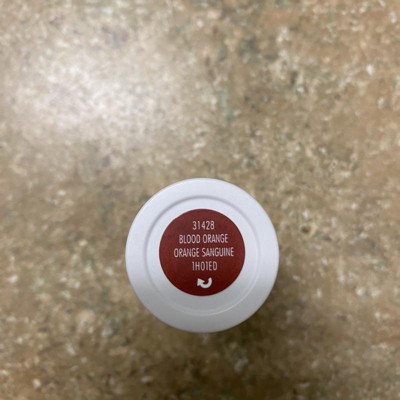 31428
BLOOD ORANGE
ORANGE SANGUINE
1H01ED